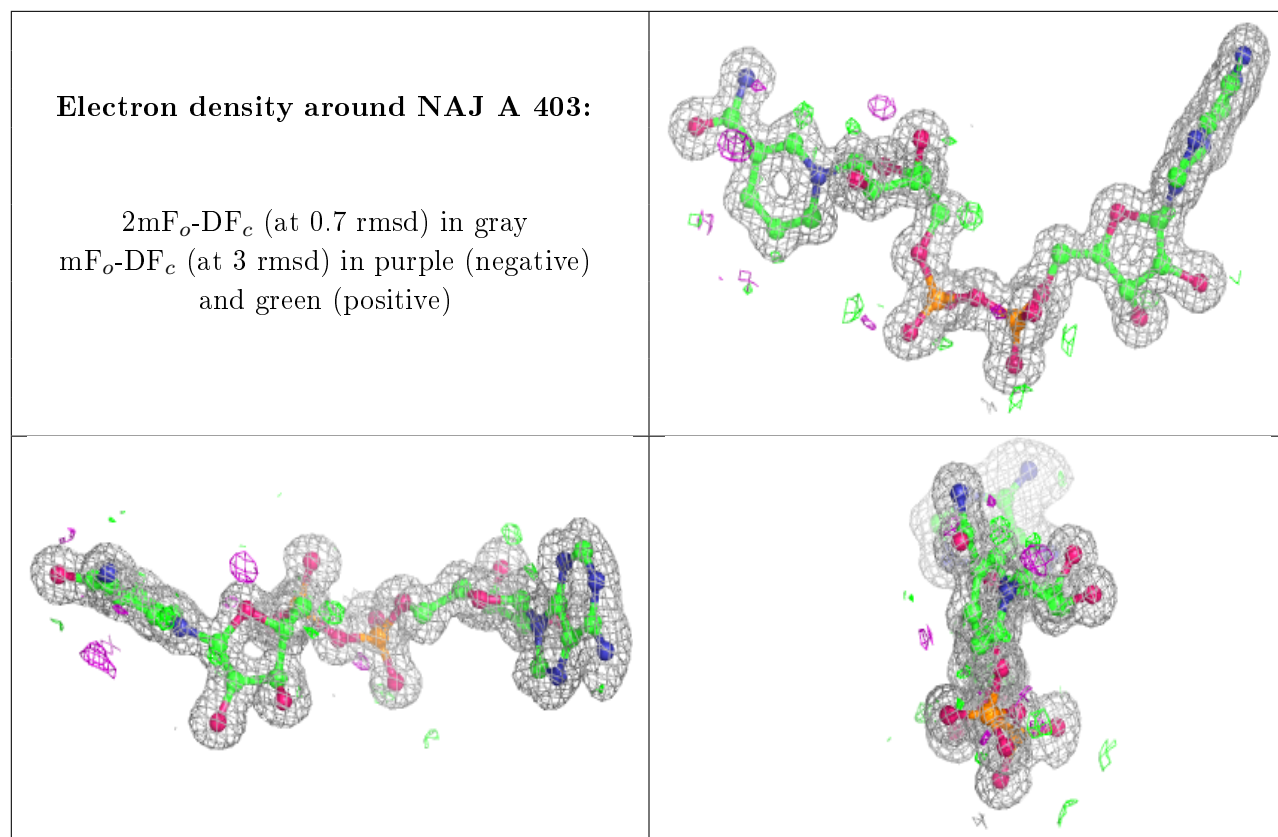 Electron density around NAJ A 403:
2mFₒ-DF𝒸 (at 0.7 rmsd) in gray
mFₒ-DF𝒸 (at 3 rmsd) in purple (negative)
and green (positive)